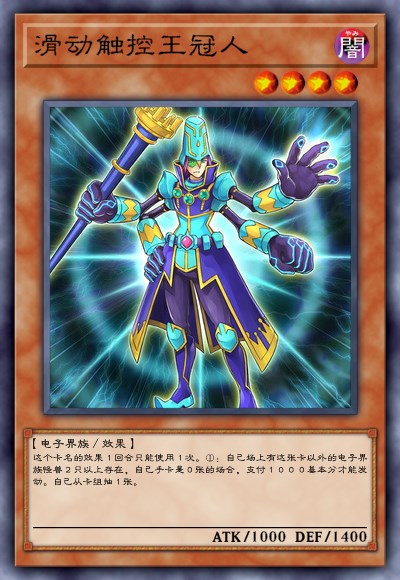 滑动触控王冠人
やみ
闇
【电子界族／效果】
这个卡名的效果１回合只能使用１次。①：自己场上有这张卡以外的电子界
族怪兽２只以上存在，自己手卡是０张的场合，支付１０００基本分才能发
动。自己从卡组抽１张。
ATK/1000 DEF/1400